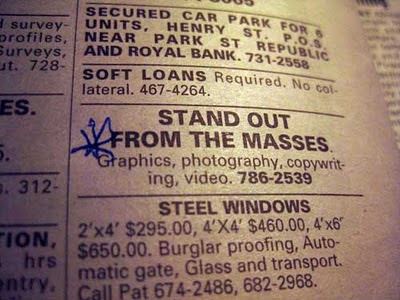 d survey-
profiles,
Surveys,
ut. 728-
ES.
5.
. 312-
TION,
hrs
entry.
SECURED CAR PARK FOR 6
UNITS, HENRY ST. P.O.S
NEAR PARK ST REPUBLIC
AND ROYAL BANK. 731-2558
SOFT LOANS Required. No col-
lateral. 467-4264.
STAND OUT
FROM THE MASSES
Graphics, photography, copywrit-
ing, video. 786-2539
STEEL WINDOWS
2'x4' $295.00, 4'X4' $460.00, 4'x6'
$650.00. Burglar proofing, Auto-
matic gate, Glass and transport.
Call Pat 674-2486, 682-2968.